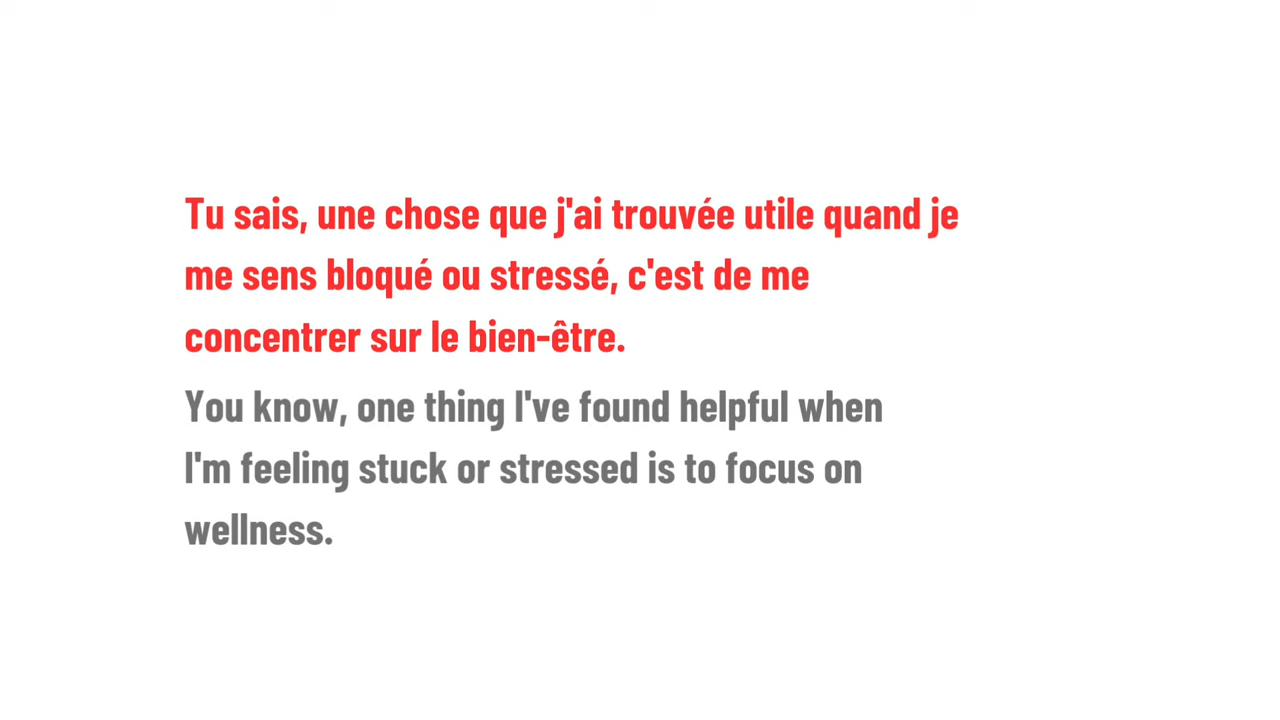 Tu sais, une chose que j'ai trouvée utile quand je
me sens bloqué ou stressé, c'est de me
concentrer sur le bien-être.
You know, one thing I've found helpful when
I'm feeling stuck or stressed is to focus on
wellness.